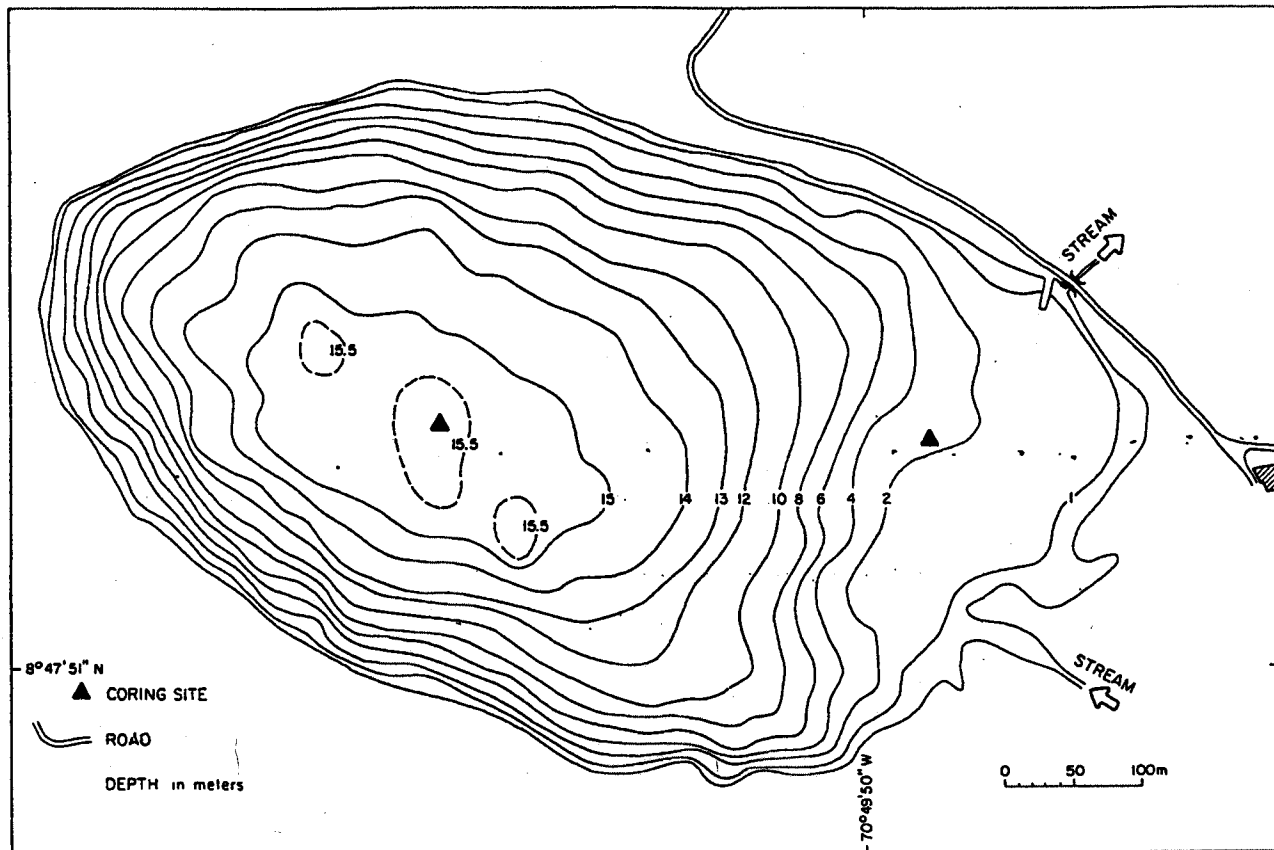 STREAM
15.5
15.5
15.5
15 14 13 12 10 8 6 4 2 1
8°47'51" N
▲ CORING SITE
ROAD
DEPTH in meters
STREAM
70°49'50" W
0 50 100m